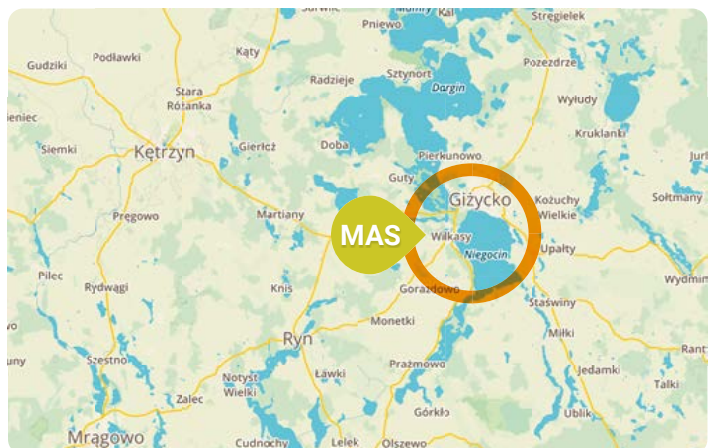 Pniewo
Stręgielek
Gudziki
Podławki
Kąty
Radzieje
Sztynort
Dargin
Pozezdrze
Stara
Różanka
Wyłudy
Siemki
Kętrzyn
Gierłoż
Doba
Pierkunowo
Kruklanki
Guty
Giżycko
Kożuchy
Wielkie
Sołtmany
Pręgowo
Martiany
MAS
Wilkasy
Niegocin
Upałty
Pilec
Rydwągi
Knis
Gorazdowo
Staświny
Monetki
Miłki
Ryn
Szestno
Prażmowo
Ławki
Jedamki
Notyst
Wielki
Zalec
Talki
Górkło
Ublik
Mrągowo
Cudnochy
Lelek
Olszewo